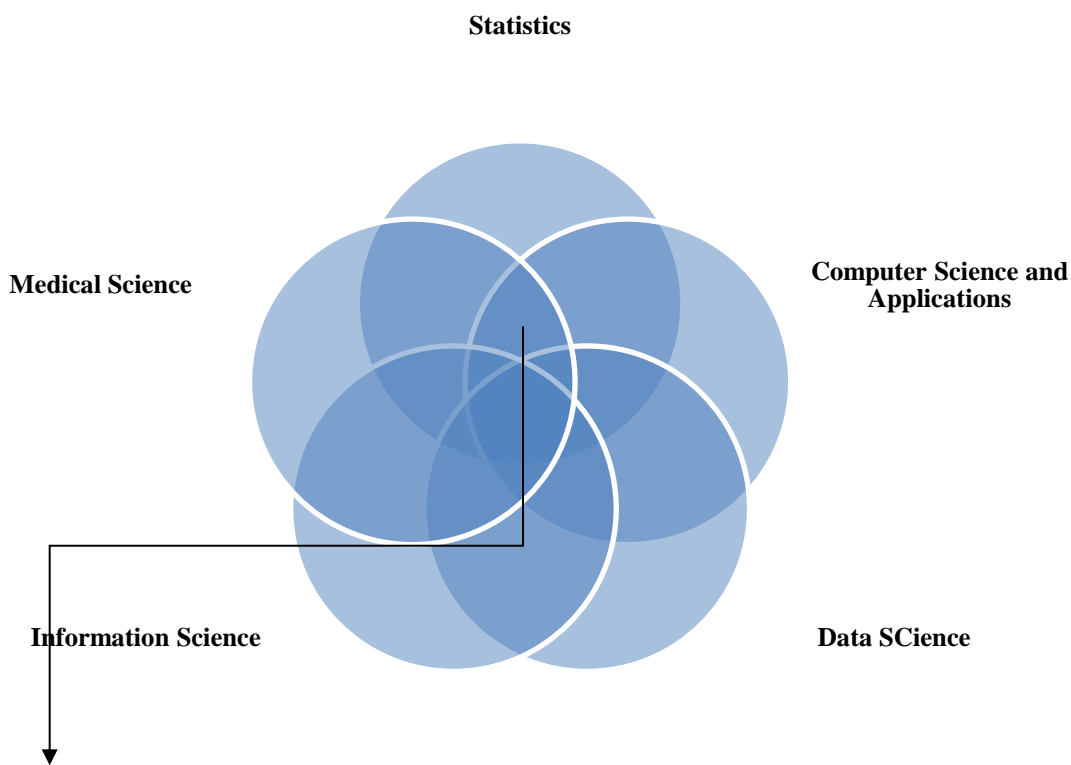 Statistics
Medical Science
Computer Science and
Applications
Information Science
Data SCience